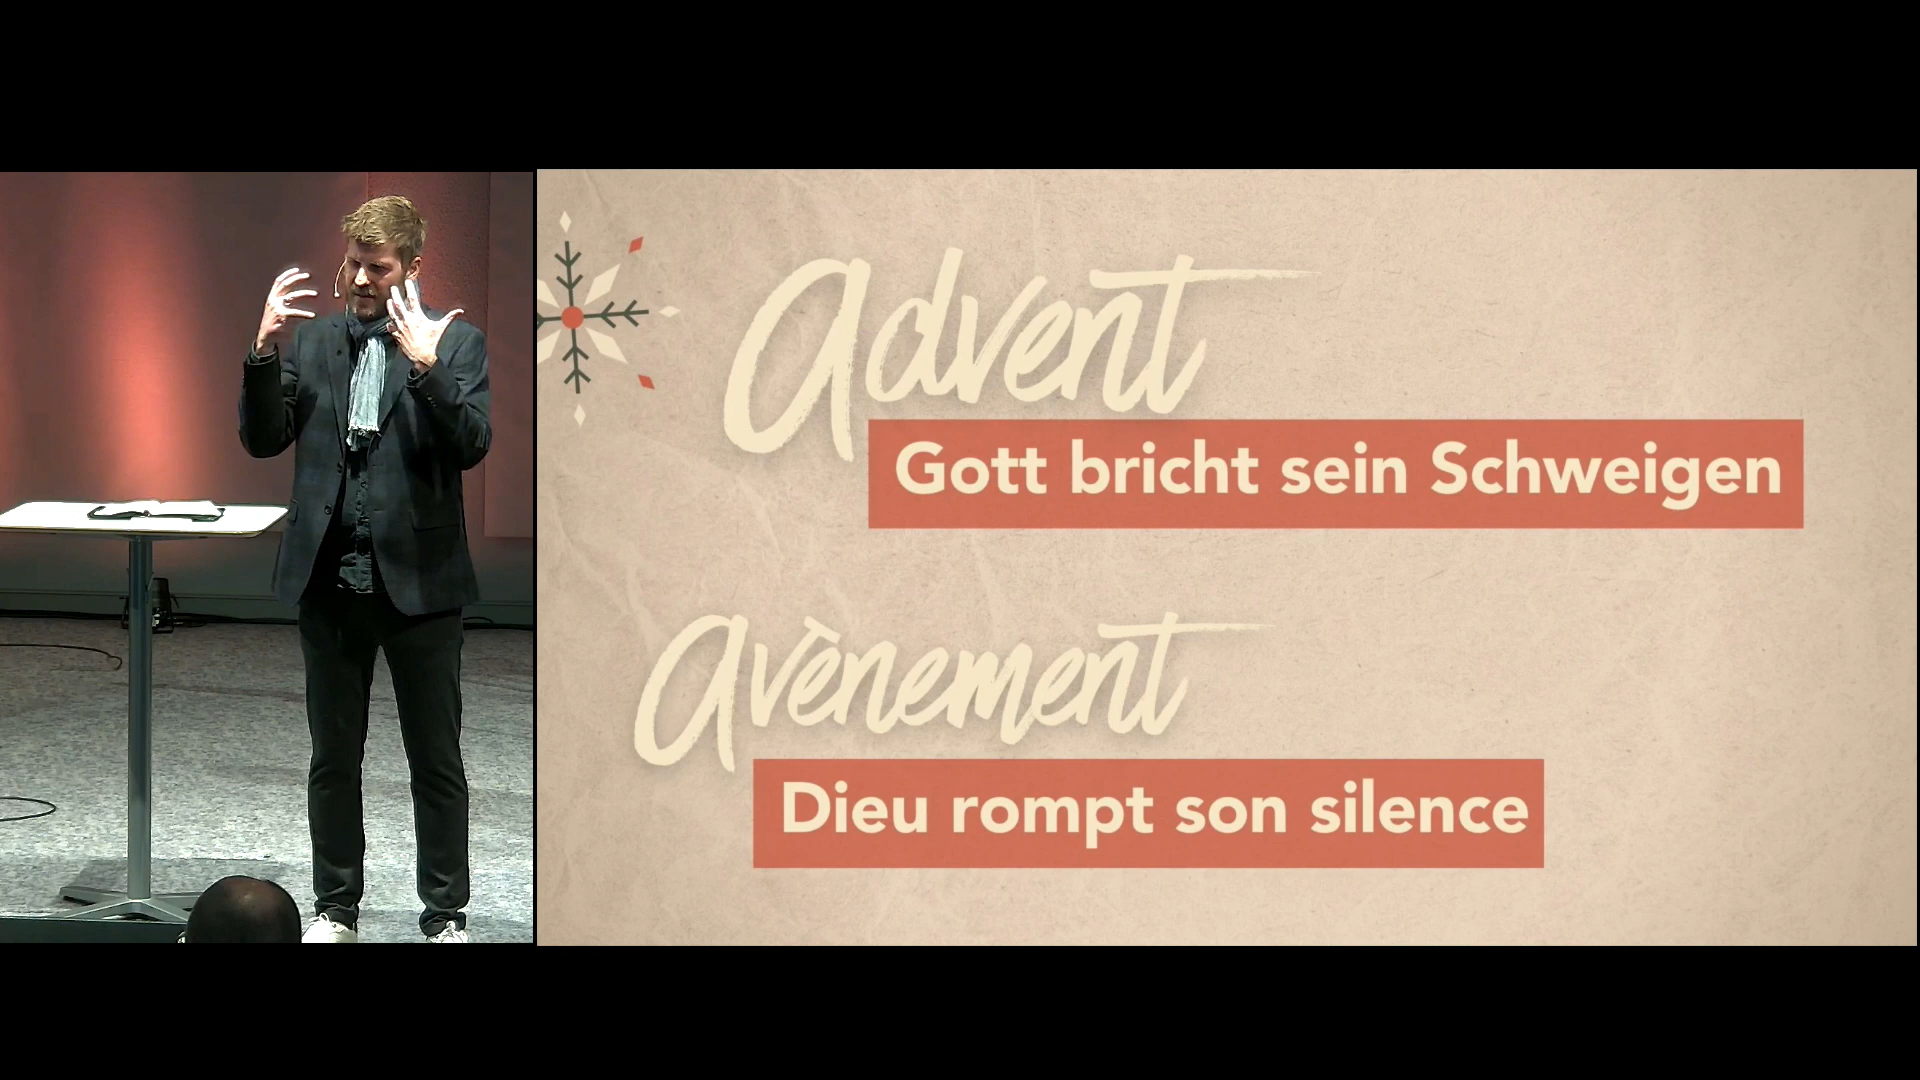 Advent
Gott bricht sein Schweigen
Avènement
Dieu rompt son silence